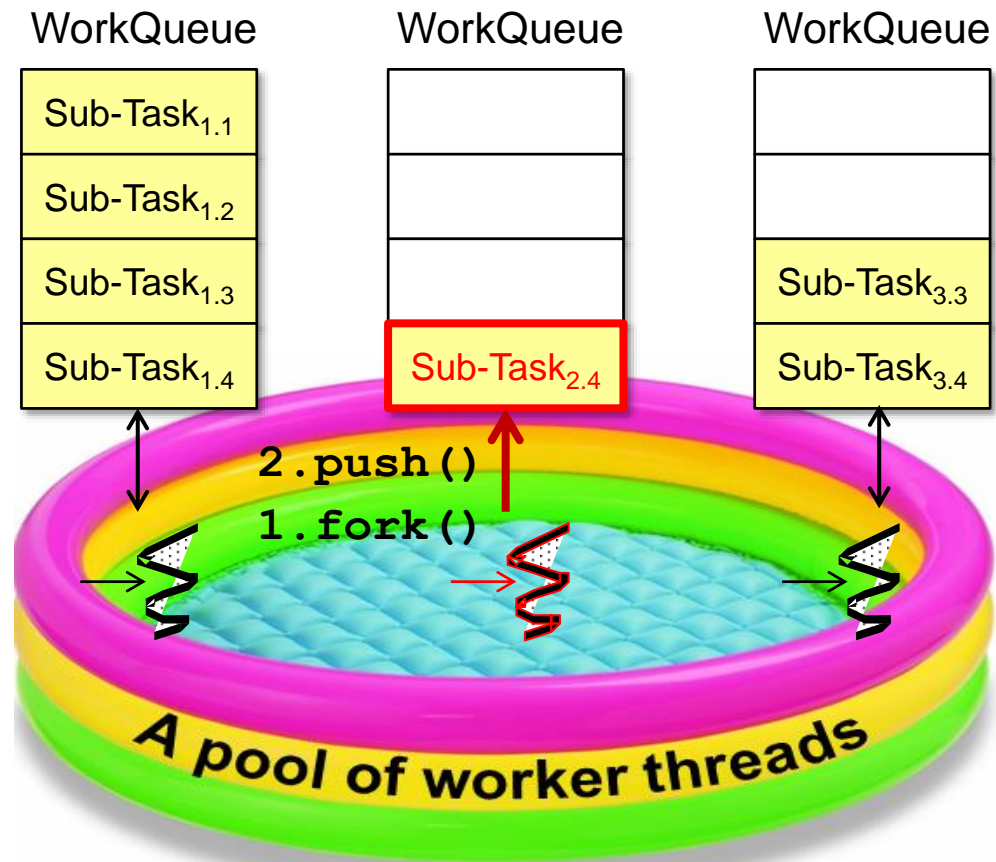 WorkQueue WorkQueue WorkQueue
Sub-Task1.1
Sub-Task1.2
Sub-Task1.3 Sub-Task3.3
Sub-Task1.4 Sub-Task2.4 Sub-Task3.4
2.push()
1.fork()
A pool of worker threads